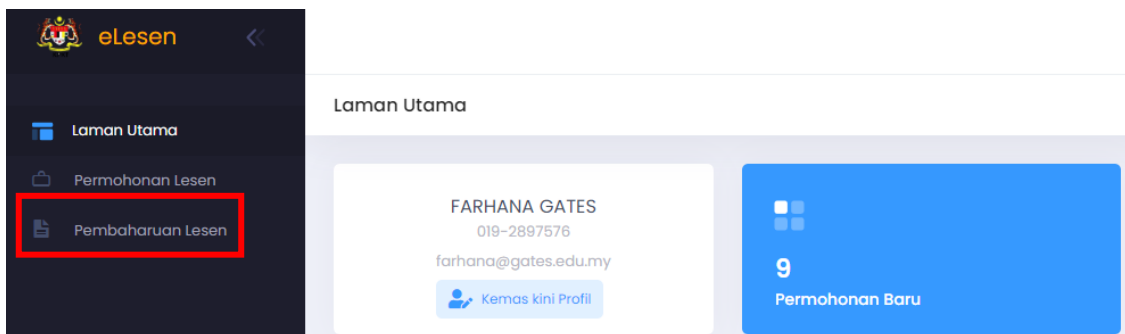 eLesen
Laman Utama
Permohonan Lesen
Pembaharuan Lesen
Laman Utama
FARHANA GATES
019-2897576
farhana@gates.edu.my
Kemas kini Profil
9
Permohonan Baru